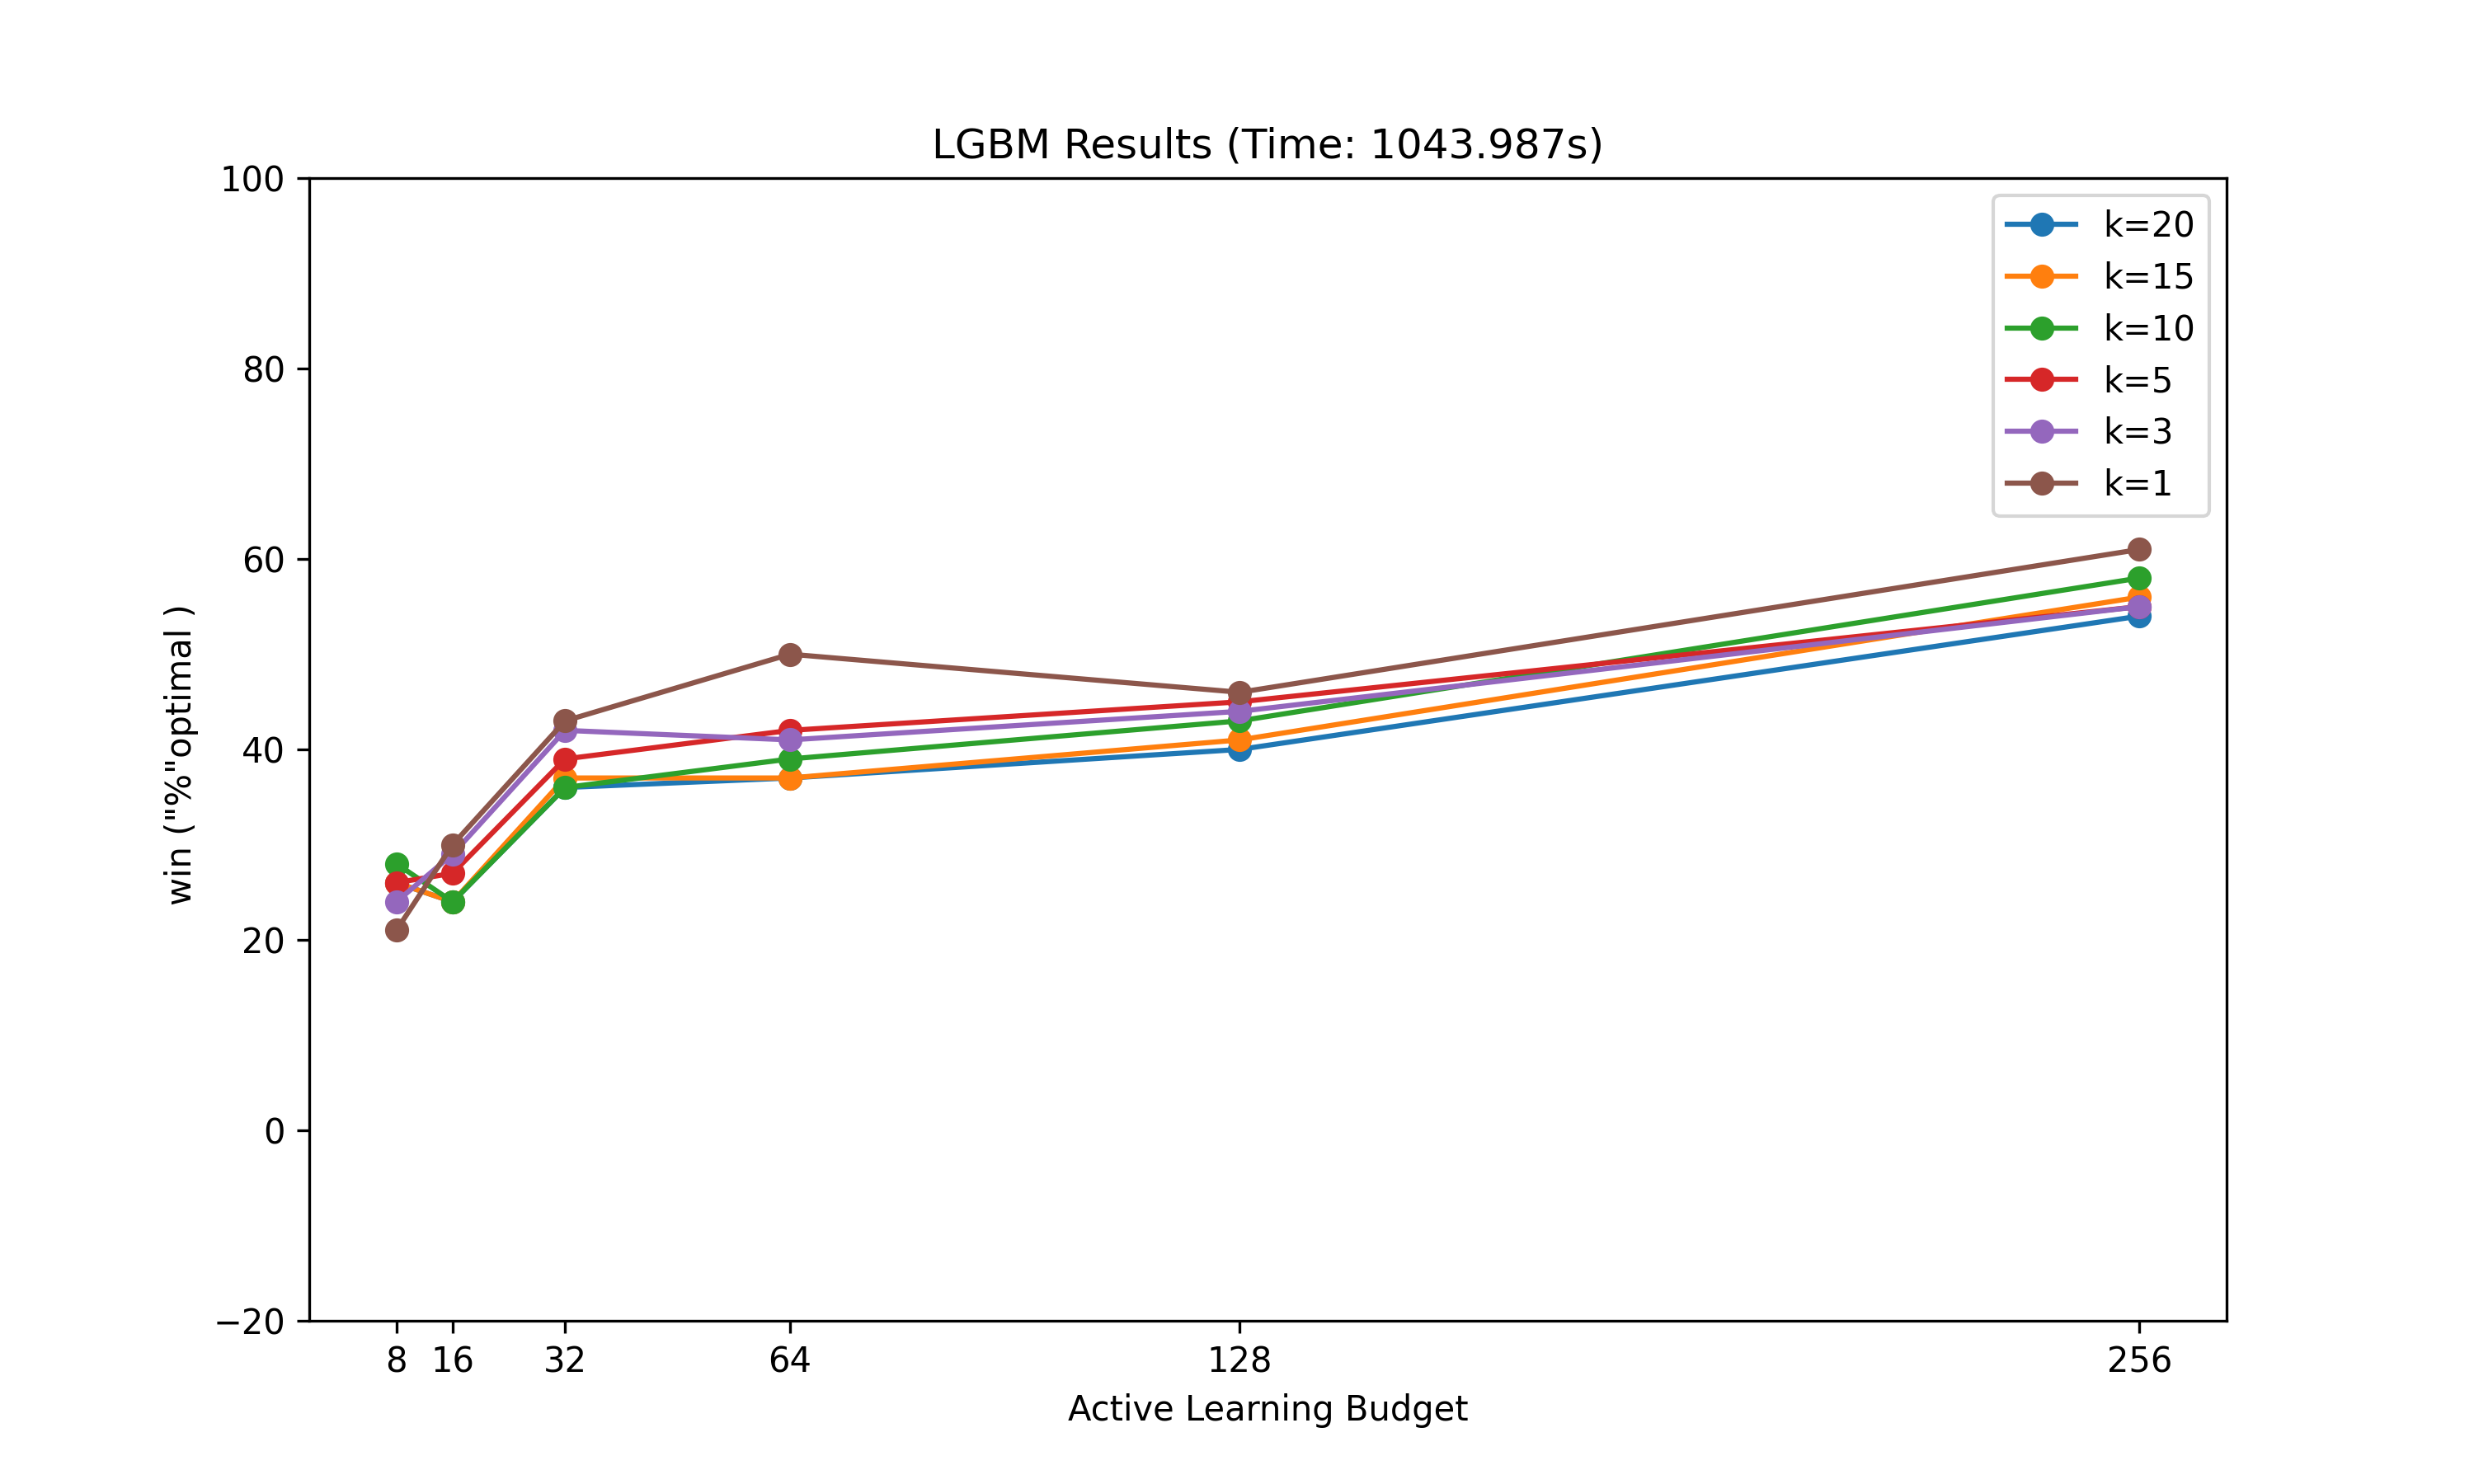 LGBM Results (Time: 1043.987s)
100
80
60
40
20
0
−20
win ("%"optimal )
k=20
k=15
k=10
k=5
k=3
k=1
8 16 32 64 128 256
Active Learning Budget